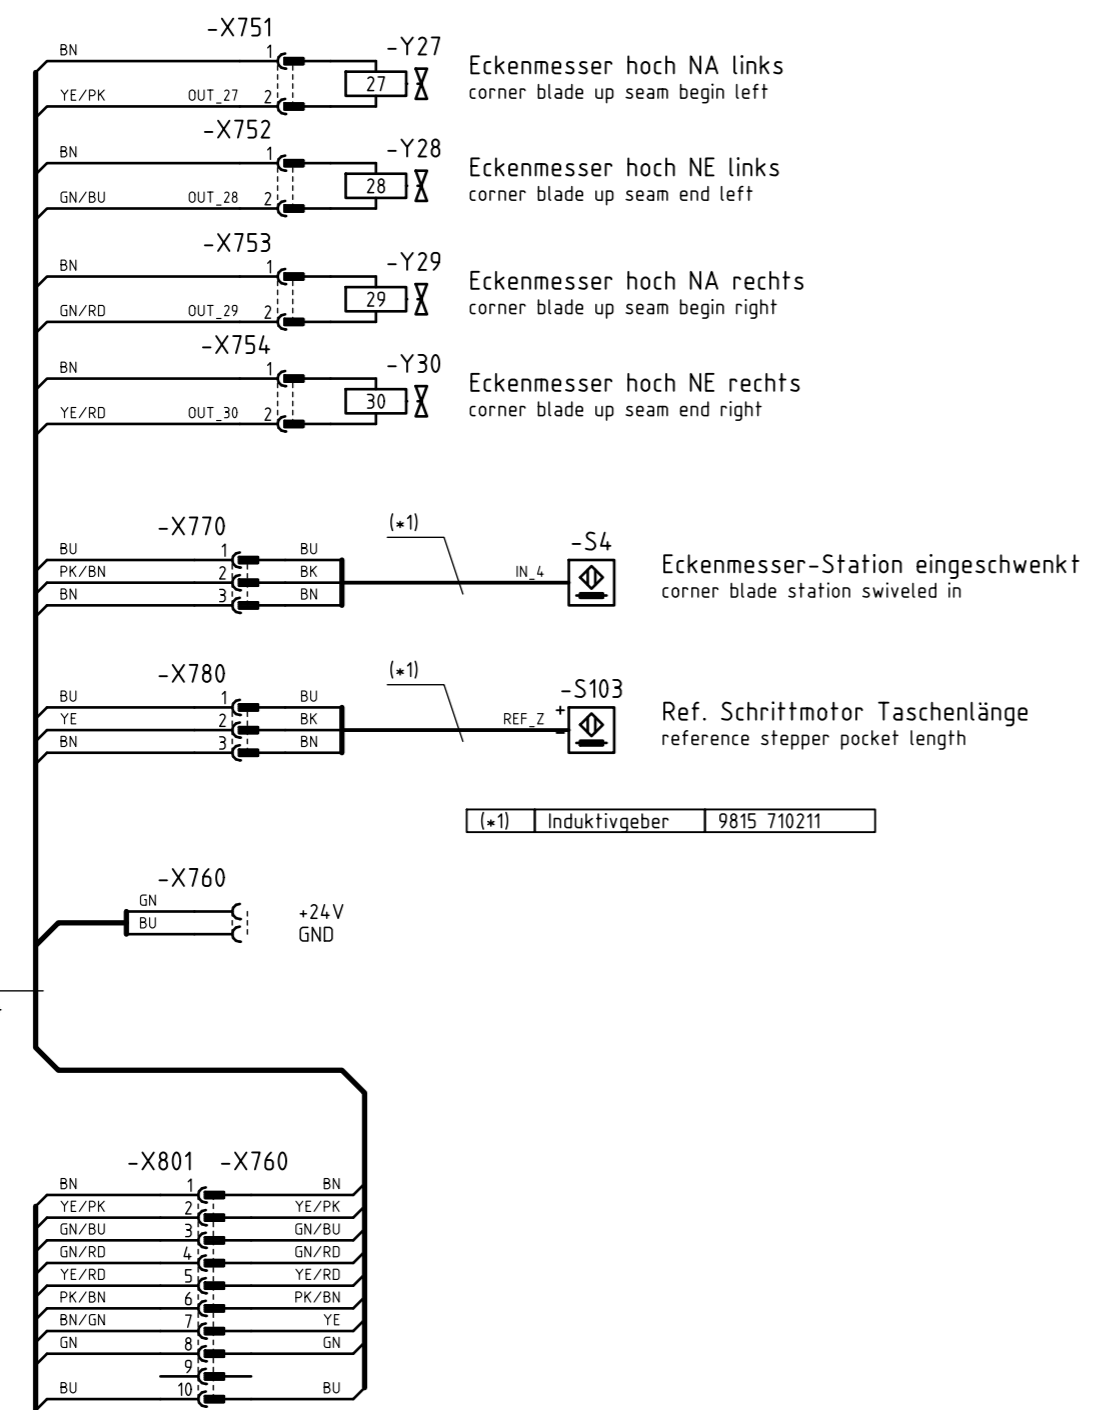 -X751
BN 1 -Y27
27 Eckenmesser hoch NA links
YE/PK OUT_27 2 corner blade up seam begin left
-X752
BN 1 -Y28
28 Eckenmesser hoch NE links
GN/BU OUT_28 2 corner blade up seam end left
-X753
BN 1 -Y29
29 Eckenmesser hoch NA rechts
GN/RD OUT_29 2 corner blade up seam begin right
-X754
BN 1 -Y30
30 Eckenmesser hoch NE rechts
YE/RD OUT_30 2 corner blade up seam end right
-X770 (*1) -S4
BU 1 BU
PK/BN 2 BK IN_4 Eckenmesser-Station eingeschwenkt
BN 3 BN corner blade station swiveled in
-X780 (*1) -S103
BU 1 BU +
YE 2 BK REF_Z - Ref. Schrittmotor Taschenlänge
BN 3 BN reference stepper pocket length
(*1) Induktivgeber 9815 710211
-X760
GN +24V
BU GND
-X801 -X760
BN 1 BN
YE/PK 2 YE/PK
GN/BU 3 GN/BU
GN/RD 4 GN/RD
YE/RD 5 YE/RD
PK/BN 6 PK/BN
BN/GN 7 YE
GN 8 GN
9
BU 10 BU